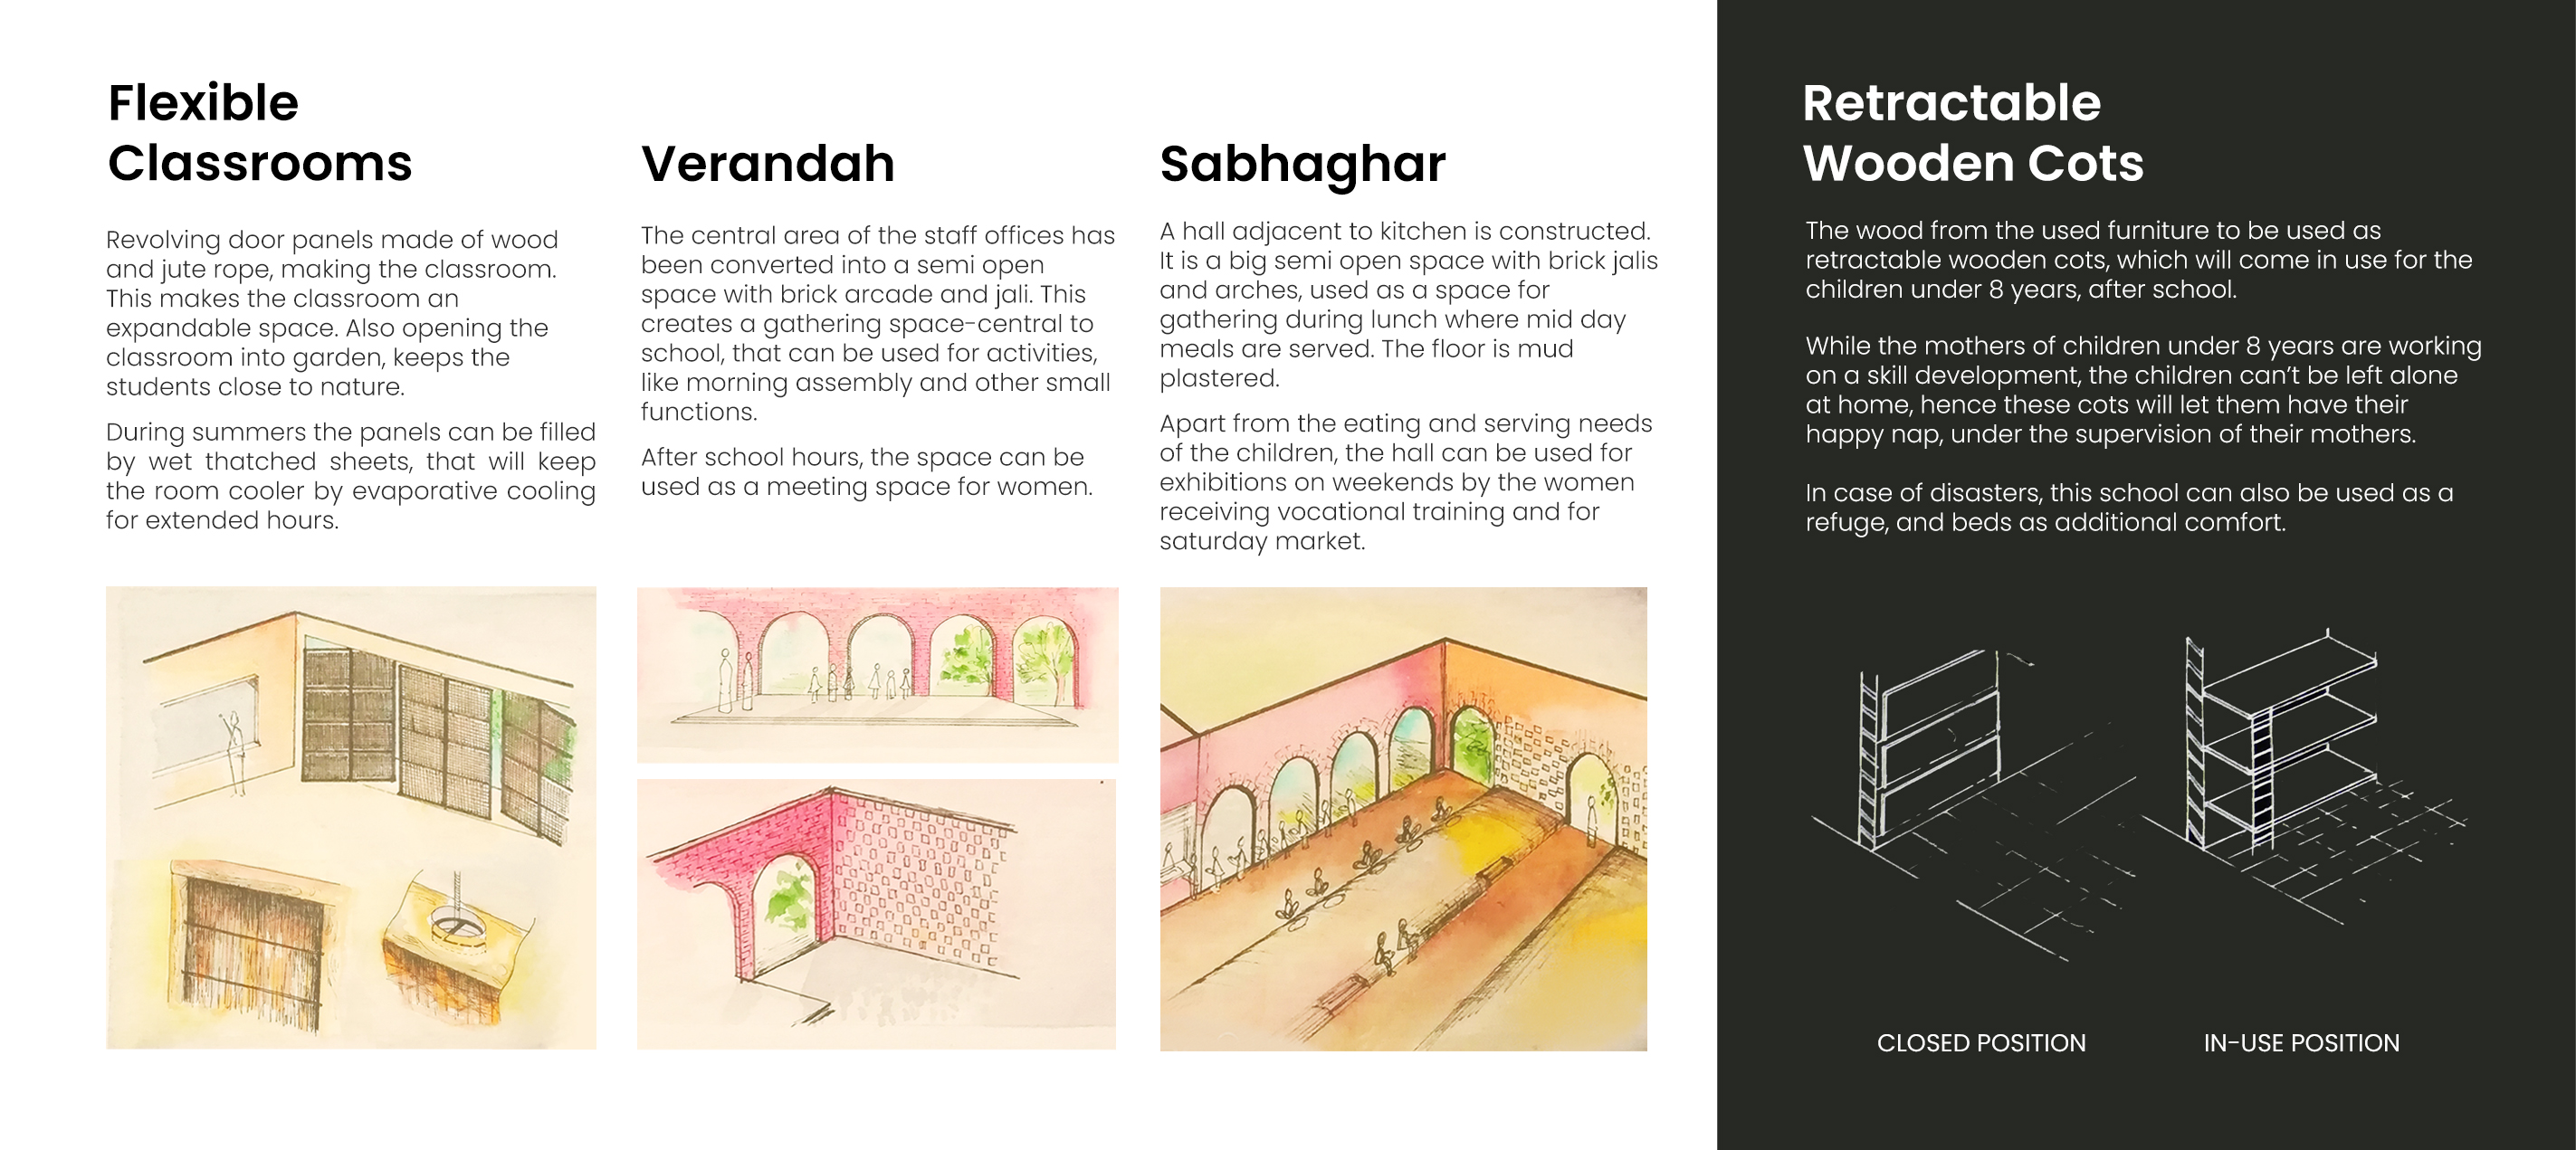 Flexible
Classrooms
Revolving door panels made of wood
and jute rope, making the classroom.
This makes the classroom an
expandable space. Also opening the
classroom into garden, keeps the
students close to nature.
During summers the panels can be filled
by wet thatched sheets, that will keep
the room cooler by evaporative cooling
for extended hours.
Verandah
The central area of the staff offices has
been converted into a semi open
space with brick arcade and jali. This
creates a gathering space-central to
school, that can be used for activities,
like morning assembly and other small
functions.
After school hours, the space can be
used as a meeting space for women.
Sabhaghar
A hall adjacent to kitchen is constructed.
It is a big semi open space with brick jalis
and arches, used as a space for
gathering during lunch where mid day
meals are served. The floor is mud
plastered.
Apart from the eating and serving needs
of the children, the hall can be used for
exhibitions on weekends by the women
receiving vocational training and for
saturday market.
Retractable
Wooden Cots
The wood from the used furniture to be used as
retractable wooden cots, which will come in use for the
children under 8 years, after school.
While the mothers of children under 8 years are working
on a skill development, the children can't be left alone
at home, hence these cots will let them have their
happy nap, under the supervision of their mothers.
In case of disasters, this school can also be used as a
refuge, and beds as additional comfort.
CLOSED POSITION
IN-USE POSITION